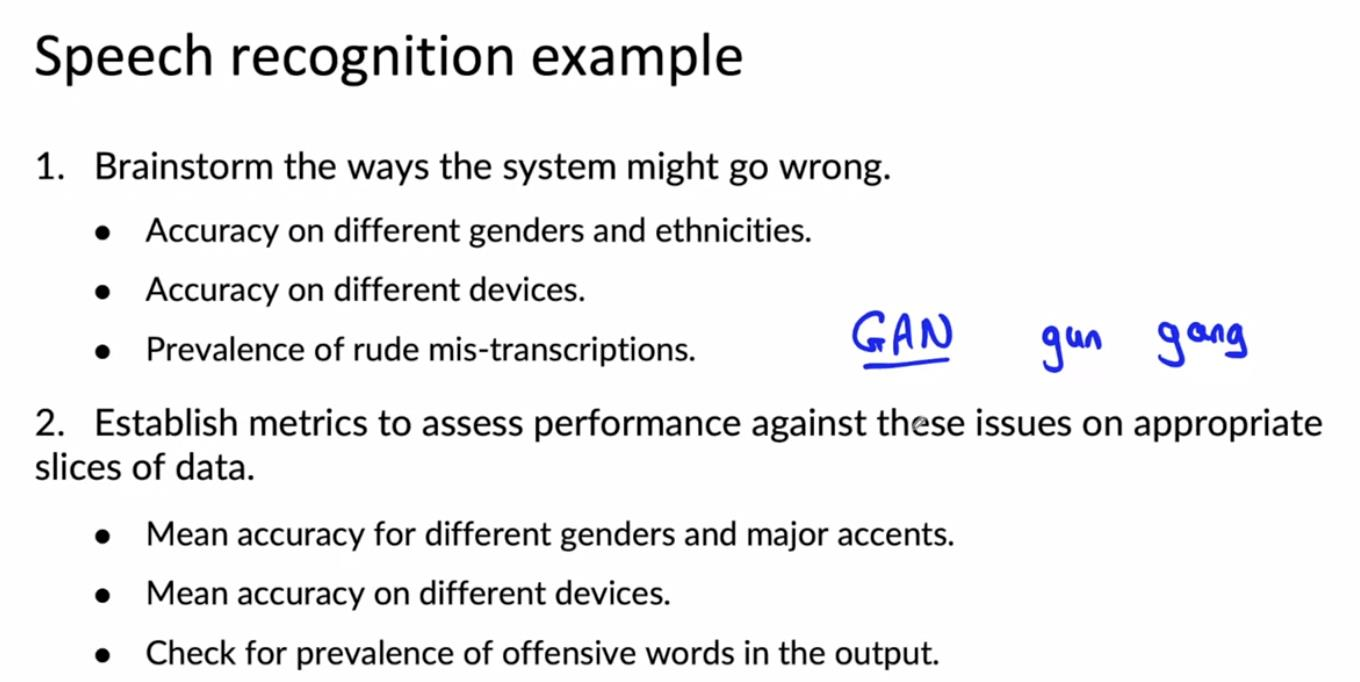 Speech recognition example
1. Brainstorm the ways the system might go wrong.
• Accuracy on different genders and ethnicities.
• Accuracy on different devices.
• Prevalence of rude mis-transcriptions. GAN gun gang
2. Establish metrics to assess performance against these issues on appropriate
slices of data.
• Mean accuracy for different genders and major accents.
• Mean accuracy on different devices.
• Check for prevalence of offensive words in the output.